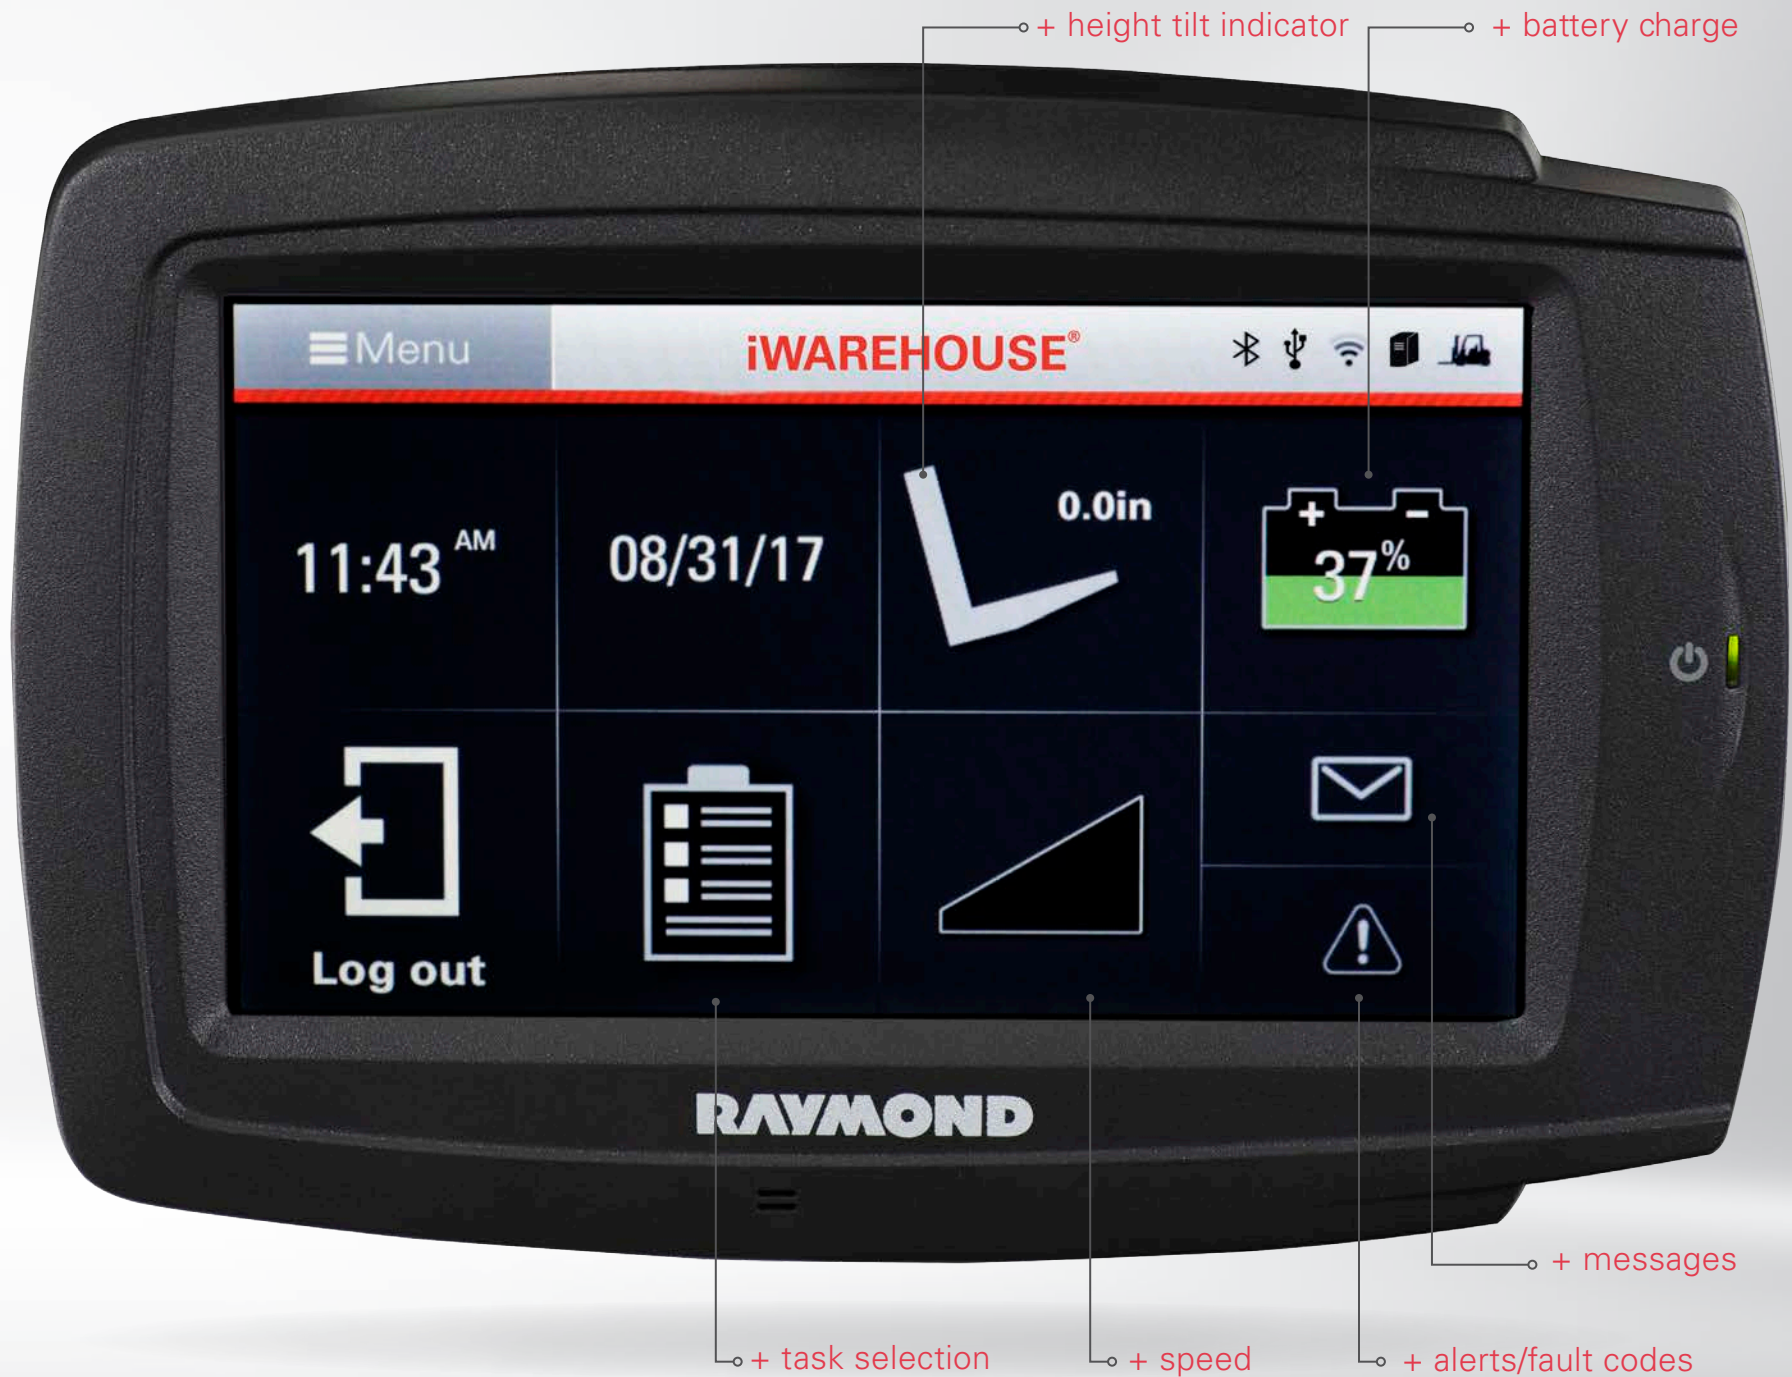 + height tilt indicator
+ battery charge
Menu
iWAREHOUSE®
11:43 AM
08/31/17
0.0in
+ -
37%
Log out
RAYMOND
+ messages
+ task selection
+ speed
+ alerts/fault codes